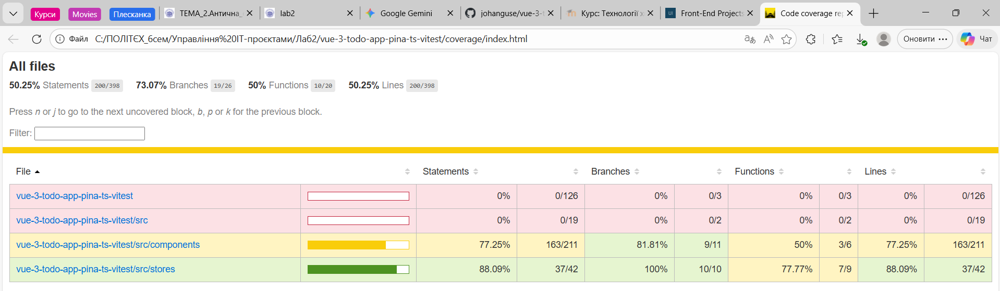 Курси Movies Плесканка ТЕМА_2.Антична_ lab2 Google Gemini johanguse/vue-3-t Курс: Технології х Front-End Projects Code coverage rep
Файл C:/ПОЛІТЄХ_6сем/Управління%20ІТ-проєктами/Лаб2/vue-3-todo-app-pina-ts-vitest/coverage/index.html Оновити ··· Чат
All files
50.25% Statements 200/398 73.07% Branches 19/26 50% Functions 10/20 50.25% Lines 200/398
Press n or j to go to the next uncovered block, b, p or k for the previous block.
Filter:
File Statements Branches Functions Lines
vue-3-todo-app-pina-ts-vitest 0% 0/126 0% 0/3 0% 0/3 0% 0/126
vue-3-todo-app-pina-ts-vitest/src 0% 0/19 0% 0/2 0% 0/2 0% 0/19
vue-3-todo-app-pina-ts-vitest/src/components 77.25% 163/211 81.81% 9/11 50% 3/6 77.25% 163/211
vue-3-todo-app-pina-ts-vitest/src/stores 88.09% 37/42 100% 10/10 77.77% 7/9 88.09% 37/42